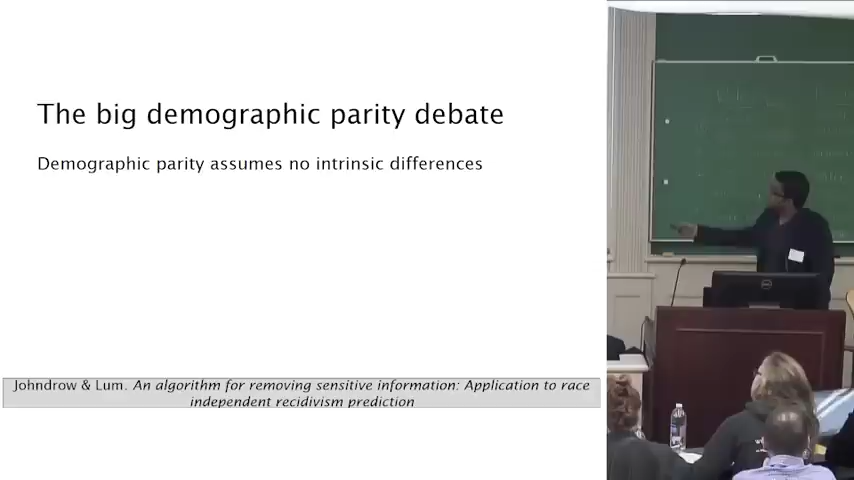 The big demographic parity debate
Demographic parity assumes no intrinsic differences
Johndrow & Lum. An algorithm for removing sensitive information: Application to race
independent recidivism prediction